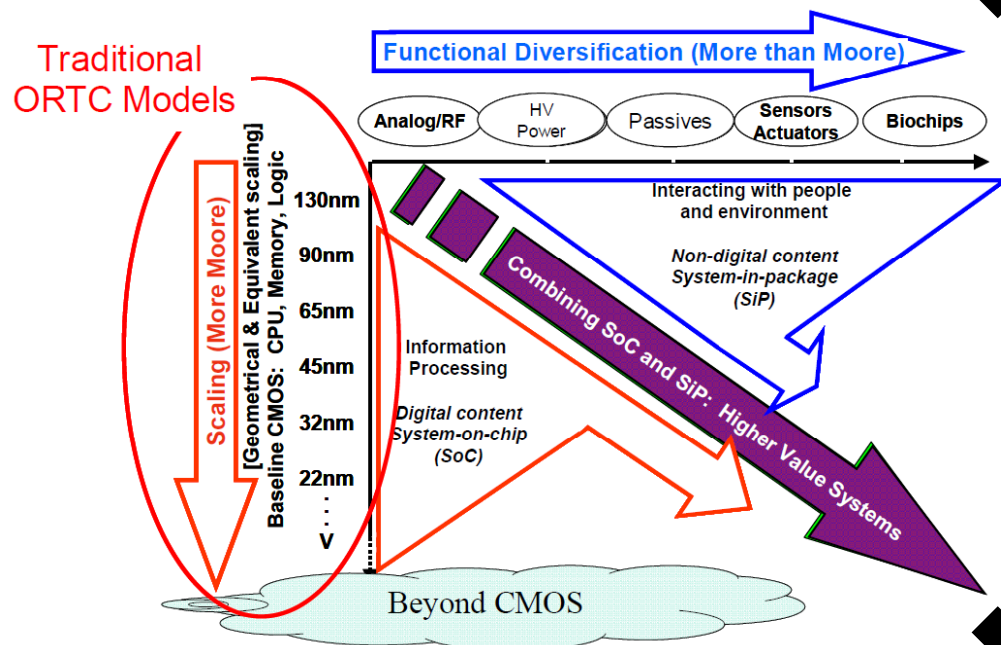 Traditional
ORTC Models
Functional Diversification (More than Moore)
Analog/RF
HV
Power
Passives
Sensors
Actuators
Biochips
Scaling (More Moore)
[Geometrical & Equivalent scaling]
Baseline CMOS: CPU, Memory, Logic
130nm
90nm
65nm
45nm
32nm
22nm
.
.
.
V
Interacting with people
and environment
Non-digital content
System-in-package
(SiP)
Information
Processing
Digital content
System-on-chip
(SoC)
Combining SoC and SiP: Higher Value Systems
Beyond CMOS